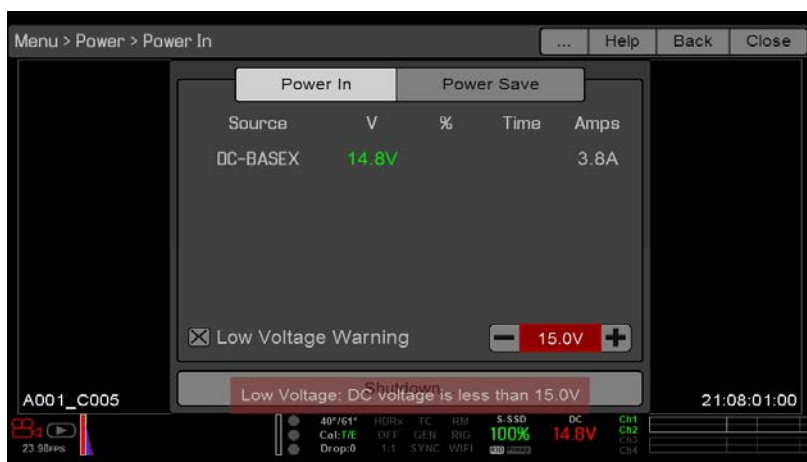 Menu > Power > Power In
... Help Back Close
Power In Power Save
Source V % Time Amps
DC-BASEX 14.8V 3.8A
Low Voltage Warning 15.0V
Shutdown
Low Voltage: DC voltage is less than 15.0V
A001_C005 21:08:01:00
40°/61° HDRx TC RM S.SSD DC Ch1
Cal:T/E OFF GEN RIG 100% 14.8V Ch2
Drop:0 1:1 SYNC WIFI Ch3
23.98FPS Ch4